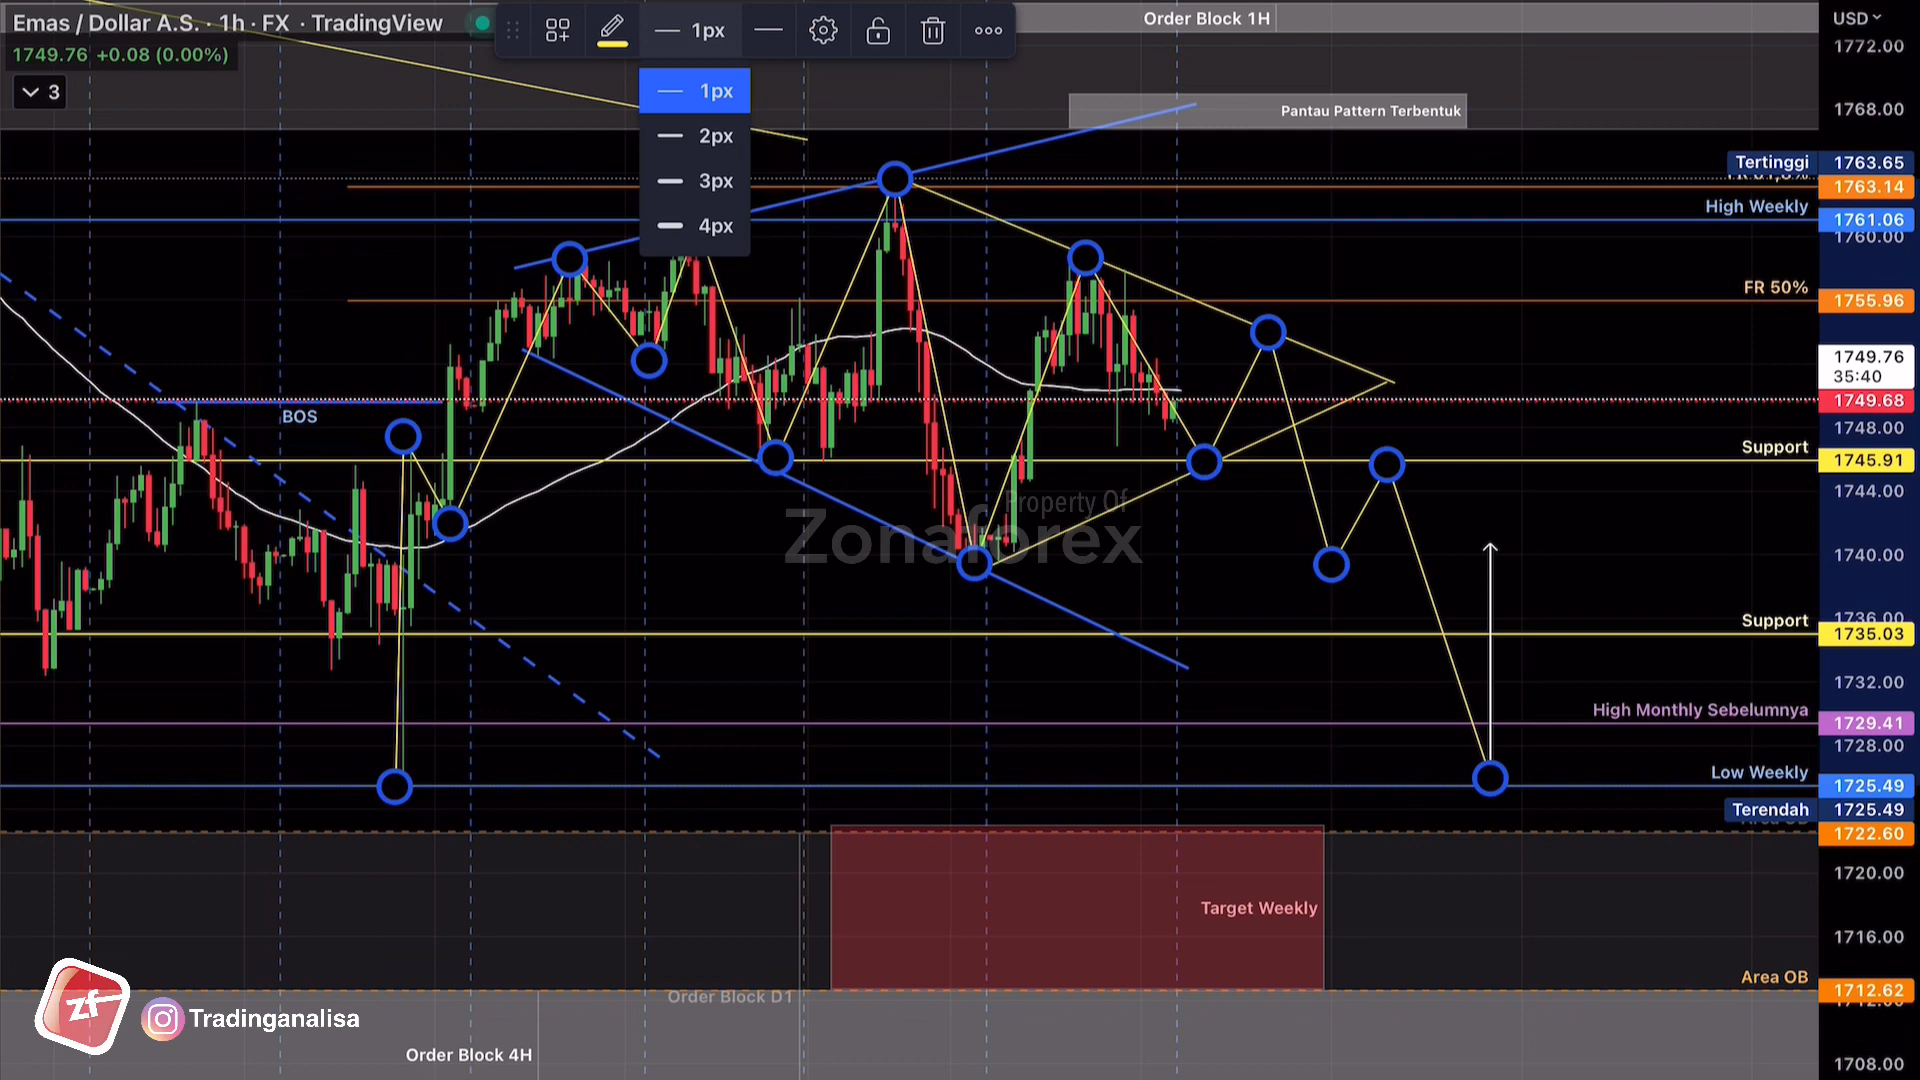 Emas / Dollar A.S. · 1h · FX · TradingView
1749.76 +0.08 (0.00%)
3
1px
1px
2px
3px
4px
Order Block 1H
USD
1772.00
Pantau Pattern Terbentuk
1768.00
Tertinggi 1763.65
1763.14
High Weekly 1761.06
1760.00
FR 50% 1755.96
1749.76
35:40
1749.68
BOS
1748.00
Support 1745.91
1744.00
Property Of
Zonaforex
1740.00
1736.00
Support 1735.03
1732.00
High Monthly Sebelumnya 1729.41
1728.00
Low Weekly 1725.49
Terendah 1725.49
1722.60
1720.00
Target Weekly
1716.00
Area OB 1712.62
Order Block D1
zf
Tradinganalisa
Order Block 4H
1708.00